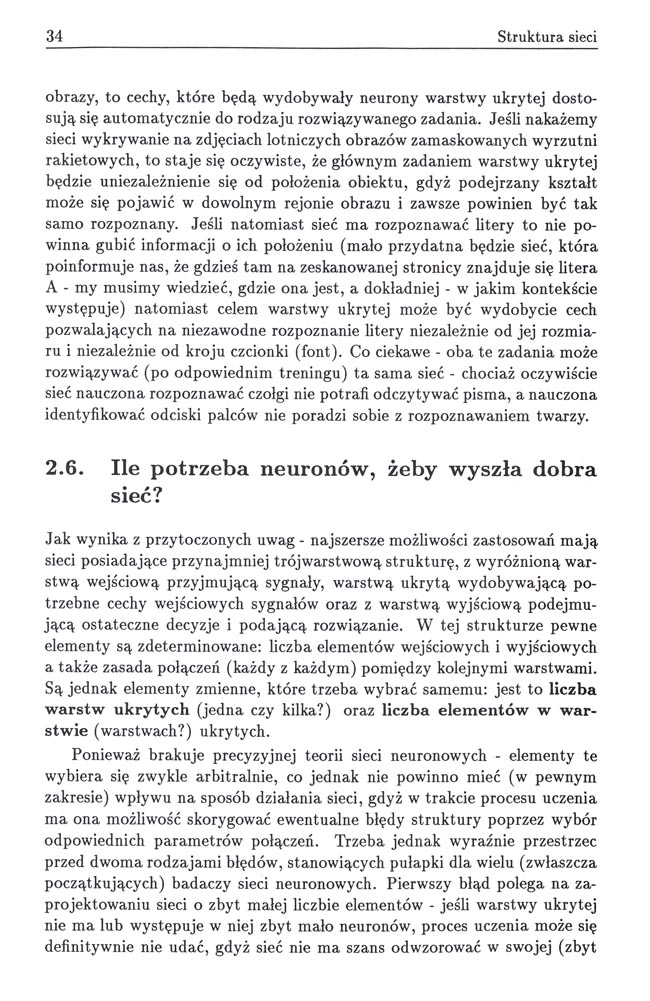 34 Struktura sieci
obrazy, to cechy, które będą wydobywały neurony warstwy ukrytej dosto-
sują się automatycznie do rodzaju rozwiązywanego zadania. Jeśli nakażemy
sieci wykrywanie na zdjęciach lotniczych obrazów zamaskowanych wyrzutni
rakietowych, to staje się oczywiste, że głównym zadaniem warstwy ukrytej
będzie uniezależnienie się od położenia obiektu, gdyż podejrzany kształt
może się pojawić w dowolnym rejonie obrazu i zawsze powinien być tak
samo rozpoznany. Jeśli natomiast sieć ma rozpoznawać litery to nie po-
winna gubić informacji o ich położeniu (mało przydatna będzie sieć, która
poinformuje nas, że gdzieś tam na zeskanowanej stronicy znajduje się litera
A - my musimy wiedzieć, gdzie ona jest, a dokładniej - w jakim kontekście
występuje) natomiast celem warstwy ukrytej może być wydobycie cech
pozwalających na niezawodne rozpoznanie litery niezależnie od jej rozmia-
ru i niezależnie od kroju czcionki (font). Co ciekawe - oba te zadania może
rozwiązywać (po odpowiednim treningu) ta sama sieć - chociaż oczywiście
sieć nauczona rozpoznawać czołgi nie potrafi odczytywać pisma, a nauczona
identyfikować odciski palców nie poradzi sobie z rozpoznawaniem twarzy.
2.6. Ile potrzeba neuronów, żeby wyszła dobra
sieć?
Jak wynika z przytoczonych uwag - najszersze możliwości zastosowań mają
sieci posiadające przynajmniej trójwarstwową strukturę, z wyróżnioną war-
stwą wejściową przyjmującą sygnały, warstwą ukrytą wydobywającą po-
trzebne cechy wejściowych sygnałów oraz z warstwą wyjściową podejmu-
jącą ostateczne decyzje i podającą rozwiązanie. W tej strukturze pewne
elementy są zdeterminowane: liczba elementów wejściowych i wyjściowych
a także zasada połączeń (każdy z każdym) pomiędzy kolejnymi warstwami.
Są jednak elementy zmienne, które trzeba wybrać samemu: jest to liczba
warstw ukrytych (jedna czy kilka?) oraz liczba elementów w war-
stwie (warstwach?) ukrytych.
Ponieważ brakuje precyzyjnej teorii sieci neuronowych - elementy te
wybiera się zwykle arbitralnie, co jednak nie powinno mieć (w pewnym
zakresie) wpływu na sposób działania sieci, gdyż w trakcie procesu uczenia
ma ona możliwość skorygować ewentualne błędy struktury poprzez wybór
odpowiednich parametrów połączeń. Trzeba jednak wyraźnie przestrzec
przed dwoma rodzajami błędów, stanowiących pułapki dla wielu (zwłaszcza
początkujących) badaczy sieci neuronowych. Pierwszy błąd polega na za-
projektowaniu sieci o zbyt małej liczbie elementów - jeśli warstwy ukrytej
nie ma lub występuje w niej zbyt mało neuronów, proces uczenia może się
definitywnie nie udać, gdyż sieć nie ma szans odwzorować w swojej (zbyt